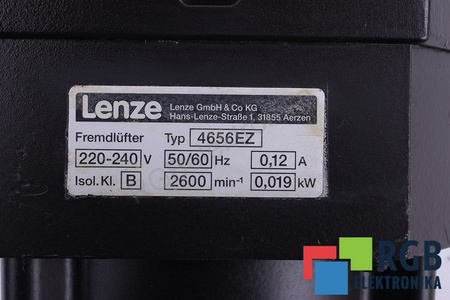 Lenze
Lenze GmbH & Co KG
Hans-Lenze-Straße 1, 31855 Aerzen
Fremdlüfter Typ 4656EZ
220-240 V 50/60 Hz 0,12 A
Isol. Kl. B 2600 min⁻¹ 0,019 kW
RGB
ELEKTRONIKA